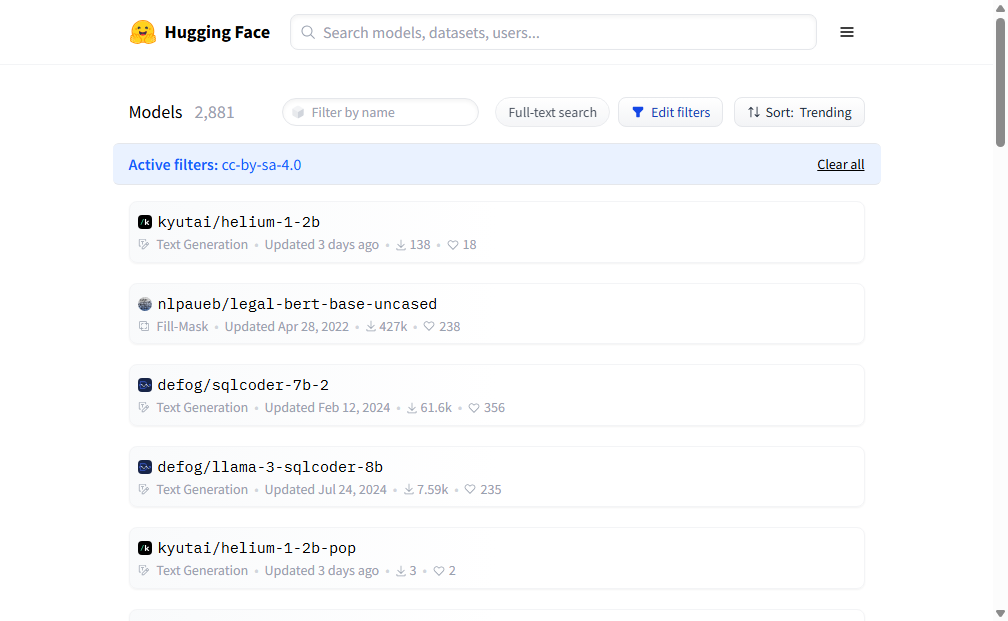 Hugging Face
Search models, datasets, users...
Models 2,881
Filter by name
Full-text search
Edit filters
Sort: Trending
Active filters: cc-by-sa-4.0
Clear all
/k kyutai/helium-1-2b
Text Generation • Updated 3 days ago • 138 • 18
nlpaueb/legal-bert-base-uncased
Fill-Mask • Updated Apr 28, 2022 • 427k • 238
defog/sqlcoder-7b-2
Text Generation • Updated Feb 12, 2024 • 61.6k • 356
defog/llama-3-sqlcoder-8b
Text Generation • Updated Jul 24, 2024 • 7.59k • 235
/k kyutai/helium-1-2b-pop
Text Generation • Updated 3 days ago • 3 • 2